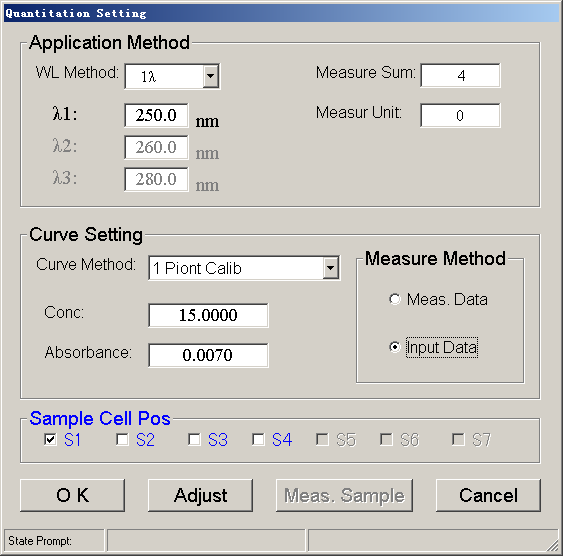 Quantitation Setting
Application Method
WL Method: 1λ Measure Sum: 4
λ1: 250.0 nm Measur Unit: 0
λ2: 260.0 nm
λ3: 280.0 nm
Curve Setting
Curve Method: 1 Piont Calib
Conc: 15.0000
Absorbance: 0.0070
Measure Method
Meas. Data
Input Data
Sample Cell Pos
S1 S2 S3 S4 S5 S6 S7
O K Adjust Meas. Sample Cancel
State Prompt: